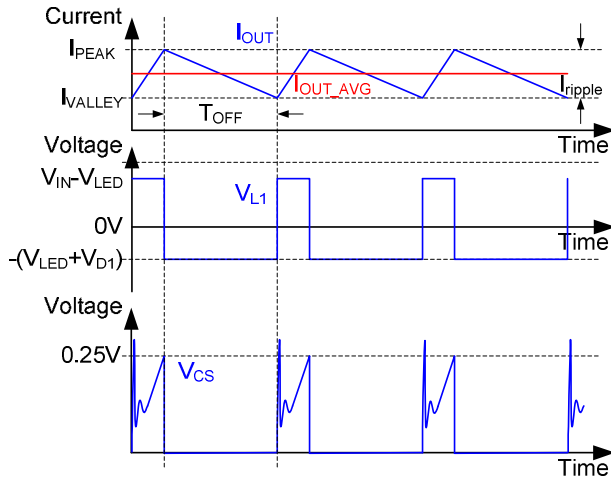 Current
IPEAK
IOUT
IOUT_AVG
Iripple
IVALLEY
TOFF
Time
Voltage
VIN-VLED
VL1
0V
Time
-(VLED+VD1)
Voltage
0.25V
VCS
Time